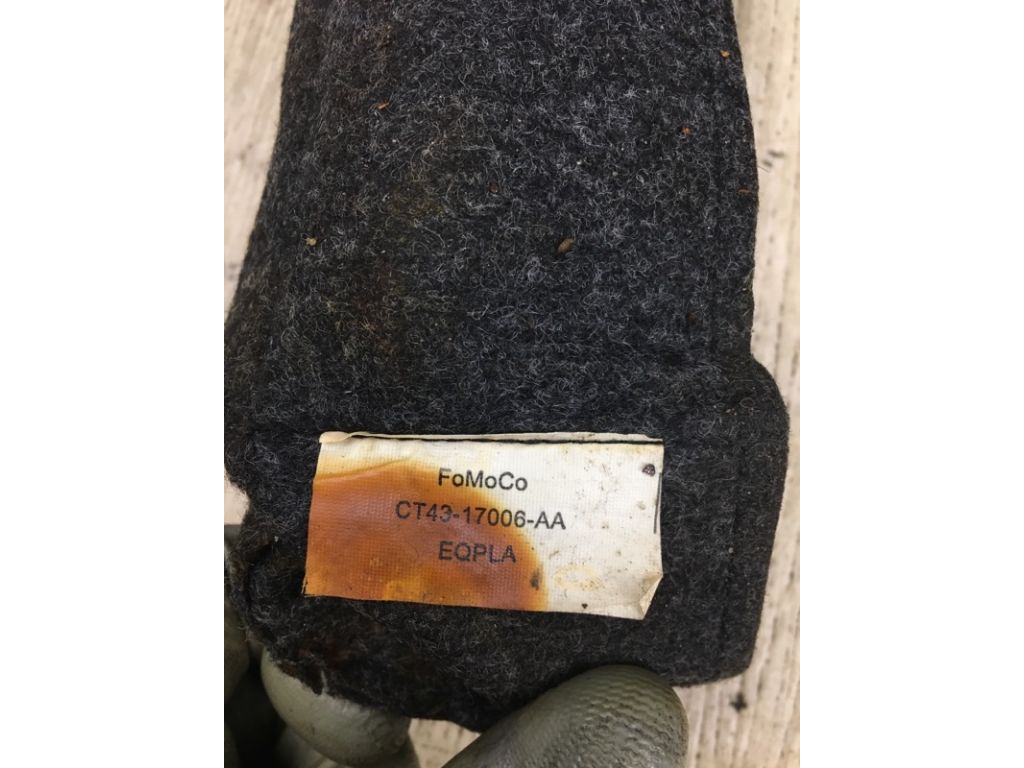 FoMoCo
CT43-17006-AA
EQPLA